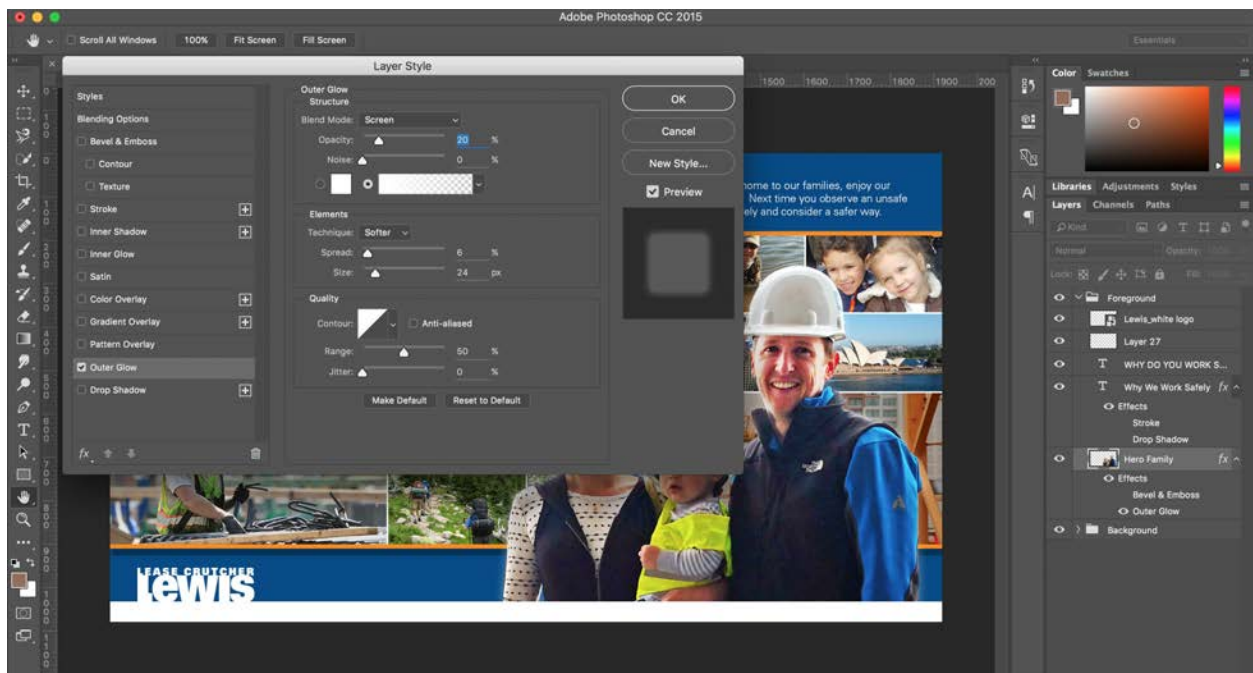 Adobe Photoshop CC 2015
Scroll All Windows 100% Fit Screen Fill Screen Essentials
Layer Style
Styles
Blending Options
Bevel & Emboss
Contour
Texture
Stroke
Inner Shadow
Inner Glow
Satin
Color Overlay
Gradient Overlay
Pattern Overlay
Outer Glow
Drop Shadow
fx
Outer Glow
Structure
Blend Mode: Screen
Opacity: 20 %
Noise: 0 %
Elements
Technique: Softer
Spread: 6 %
Size: 24 px
Quality
Contour: Anti-aliased
Range: 50 %
Jitter: 0 %
Make Default Reset to Default
OK
Cancel
New Style...
Preview
1500 1600 1700 1800 1900 200
home to our families, enjoy our
Next time you observe an unsafe
ely and consider a safer way.
LEASE CRUTCHER
Lewis
Color Swatches
Libraries Adjustments Styles
Layers Channels Paths
Kind
Normal Opacity:
Lock: Fill:
Foreground
Lewis_white logo
Layer 27
T WHY DO YOU WORK S...
T Why We Work Safely fx
Effects
Stroke
Drop Shadow
Hero Family fx
Effects
Bevel & Emboss
Outer Glow
Background